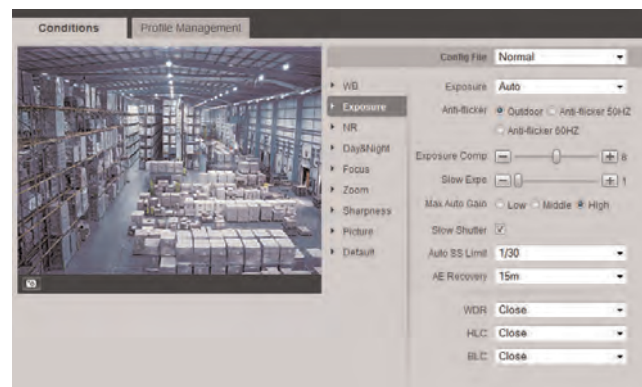 Conditions
Profile Management
WB
Exposure
NR
Day&Night
Focus
Zoom
Sharpness
Picture
Default
Config File Normal
Exposure Auto
Anti-flicker Outdoor Anti-flicker 50HZ
Anti-flicker 60HZ
Exposure Comp 8
Slow Expo 1
Max Auto Gain Low Middle High
Slow Shutter
Auto SS Limit 1/30
AE Recovery 15m
WDR Close
HLC Close
BLC Close